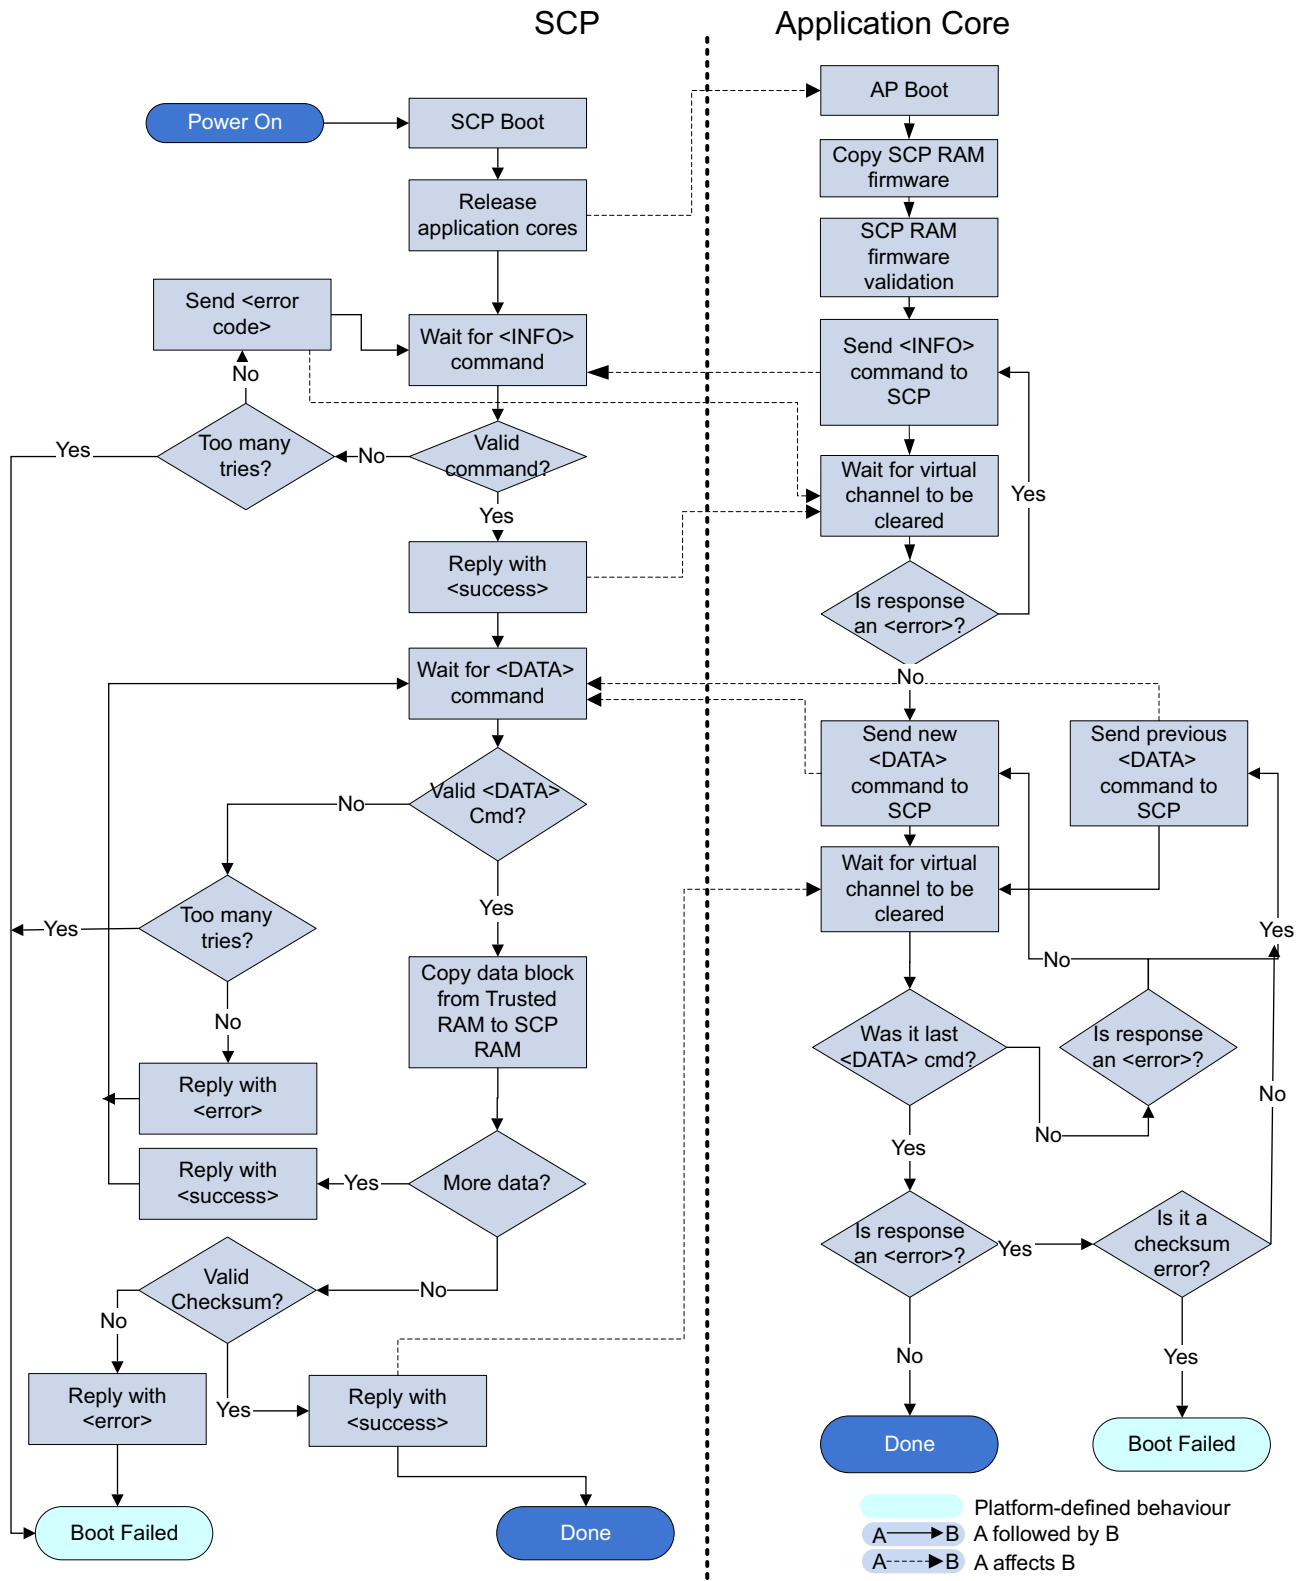 SCP
Application Core
Power On
SCP Boot
AP Boot
Copy SCP RAM
firmware
Release
application cores
SCP RAM
firmware
validation
Send <error
code>
Wait for <INFO>
command
Send <INFO>
command to
SCP
No
Too many
tries?
Yes
No
Valid
command?
Wait for virtual
channel to be
cleared
Yes
Yes
Reply with
<success>
Is response
an <error>?
Wait for <DATA>
command
No
Send new
<DATA>
command to
SCP
Send previous
<DATA>
command to
SCP
Valid <DATA>
Cmd?
No
Wait for virtual
channel to be
cleared
Too many
tries?
Yes
Yes
Yes
No
Copy data block
from Trusted
RAM to SCP
RAM
No
Was it last
<DATA> cmd?
Is response
an <error>?
Reply with
<error>
No
No
Yes
Reply with
<success>
Yes
More data?
Is response
an <error>?
Yes
Is it a
checksum
error?
Valid
Checksum?
No
No
No
Yes
Reply with
<error>
Yes
Reply with
<success>
Done
Boot Failed
Boot Failed
Done
Platform-defined behaviour
A B A followed by B
A B A affects B